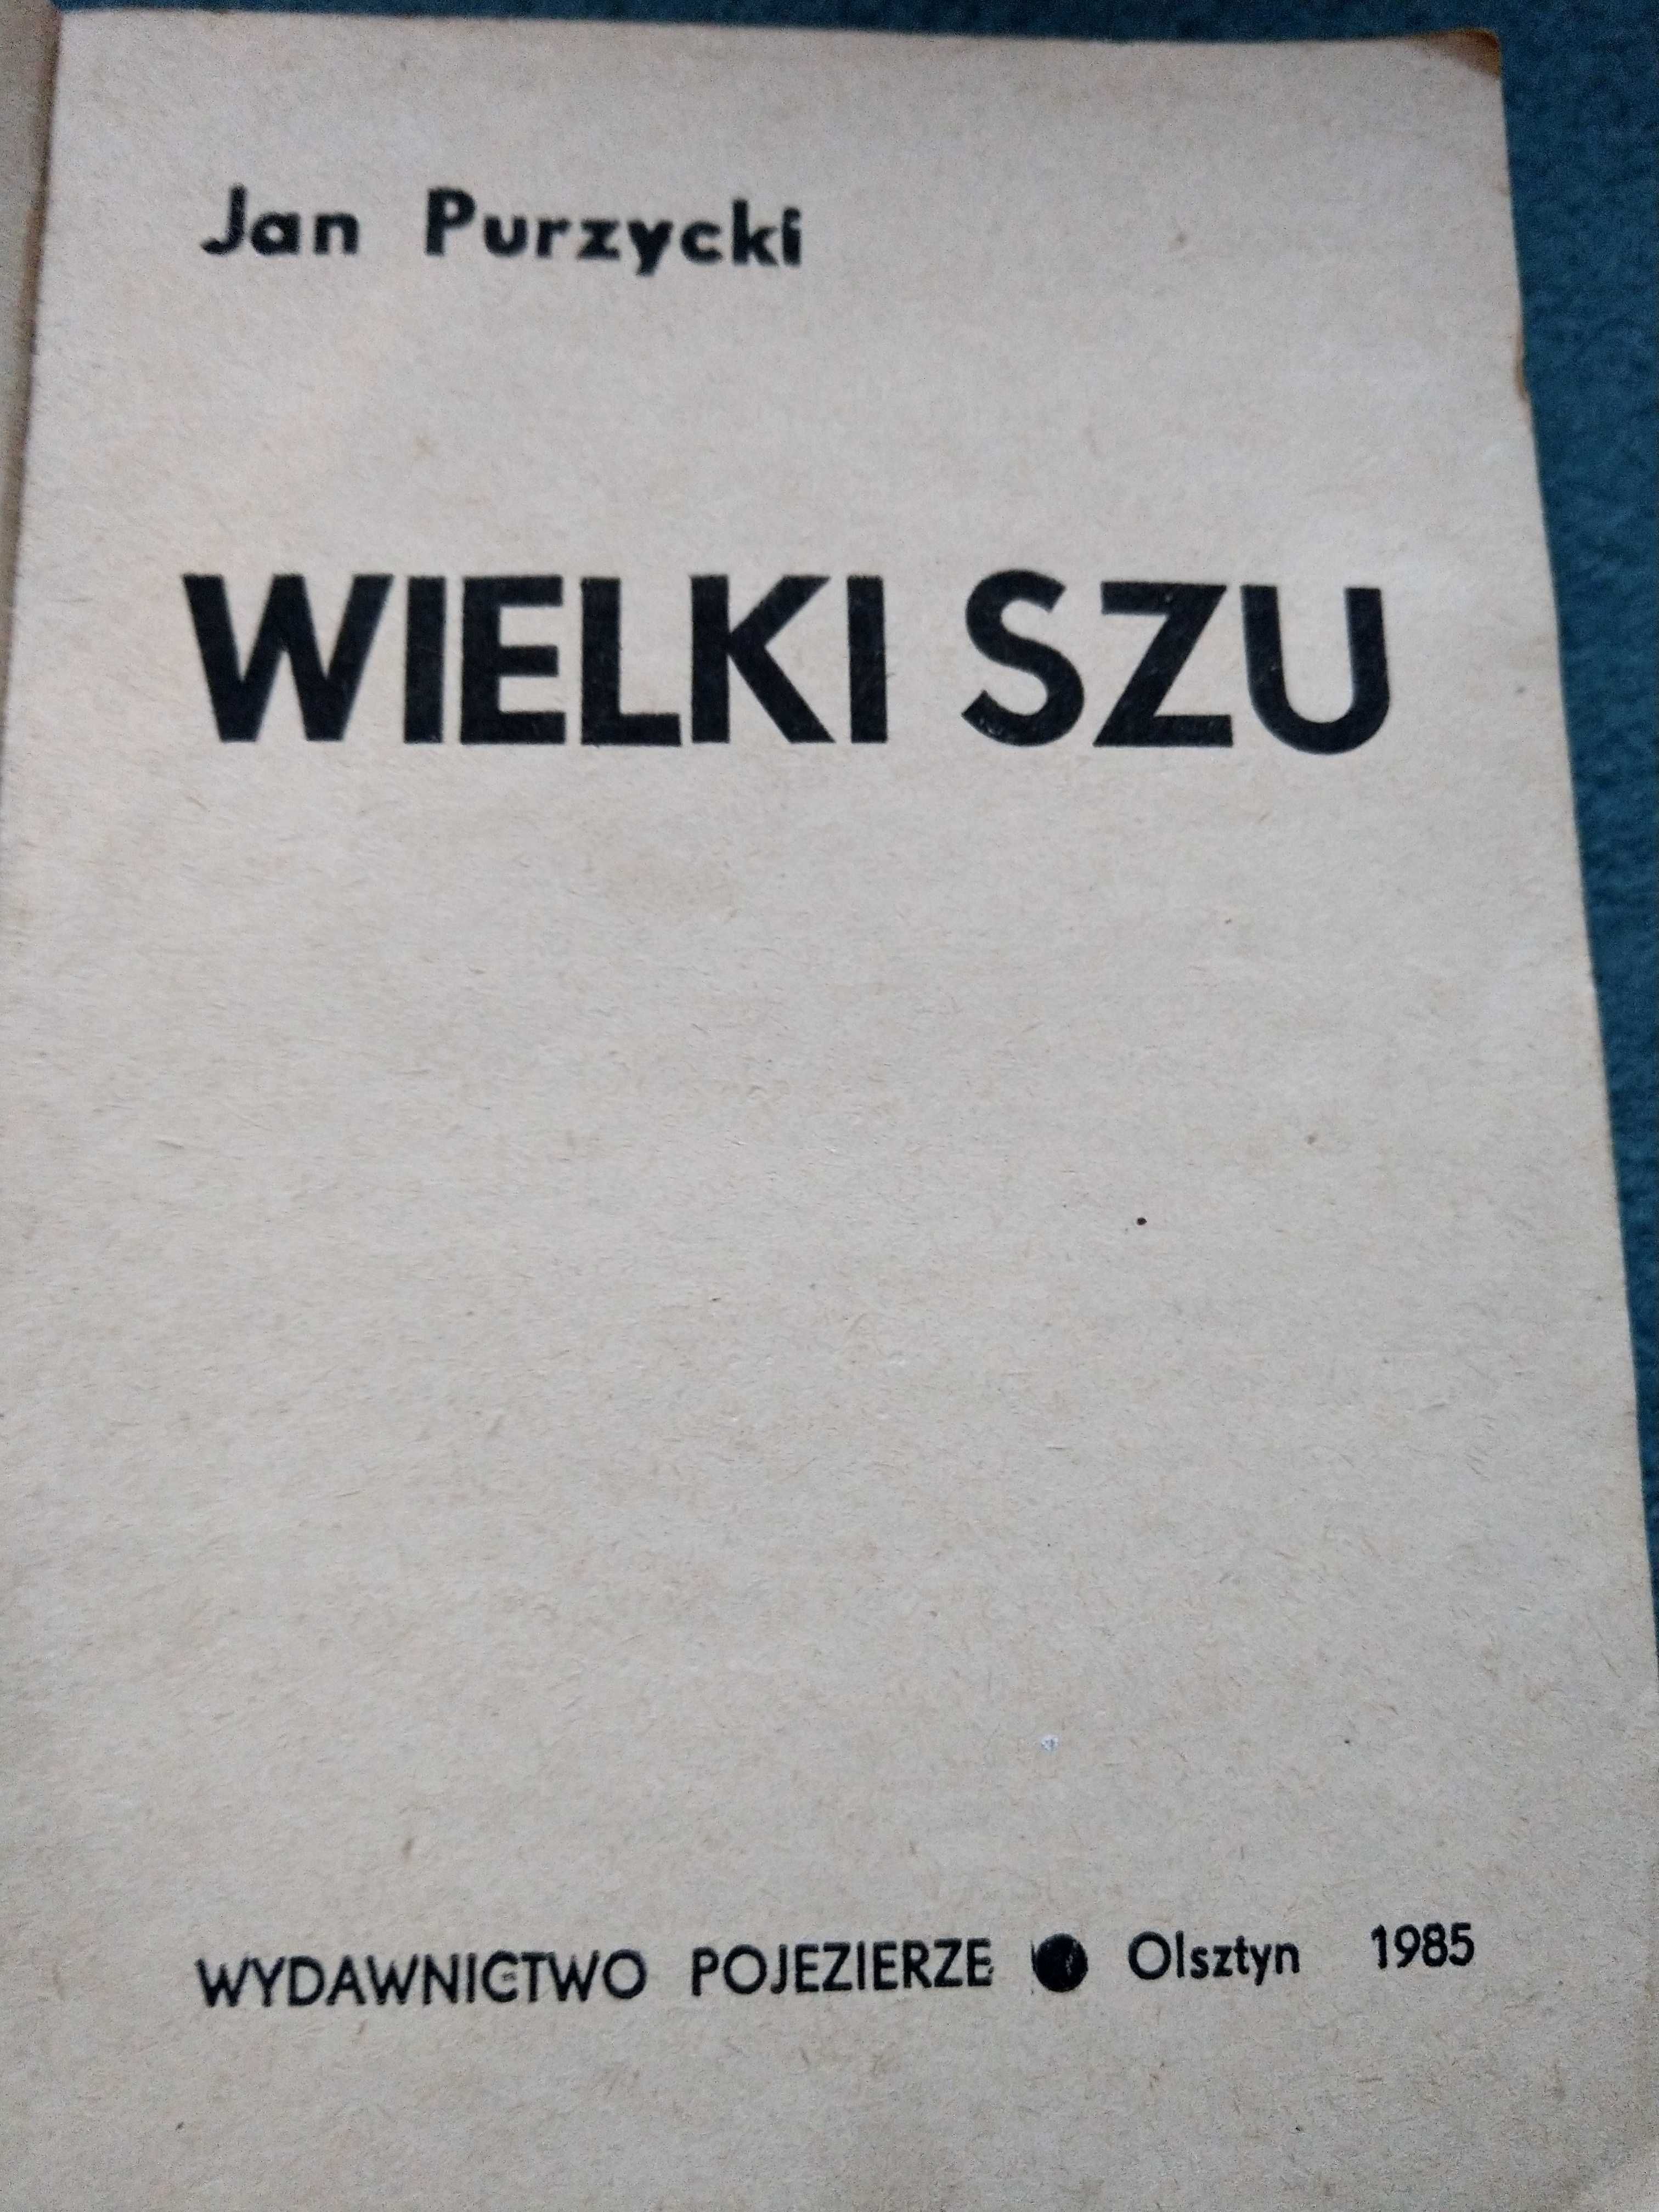 Jan Purzycki
WIELKI SZU
WYDAWNICTWO POJEZIERZE ● Olsztyn 1985